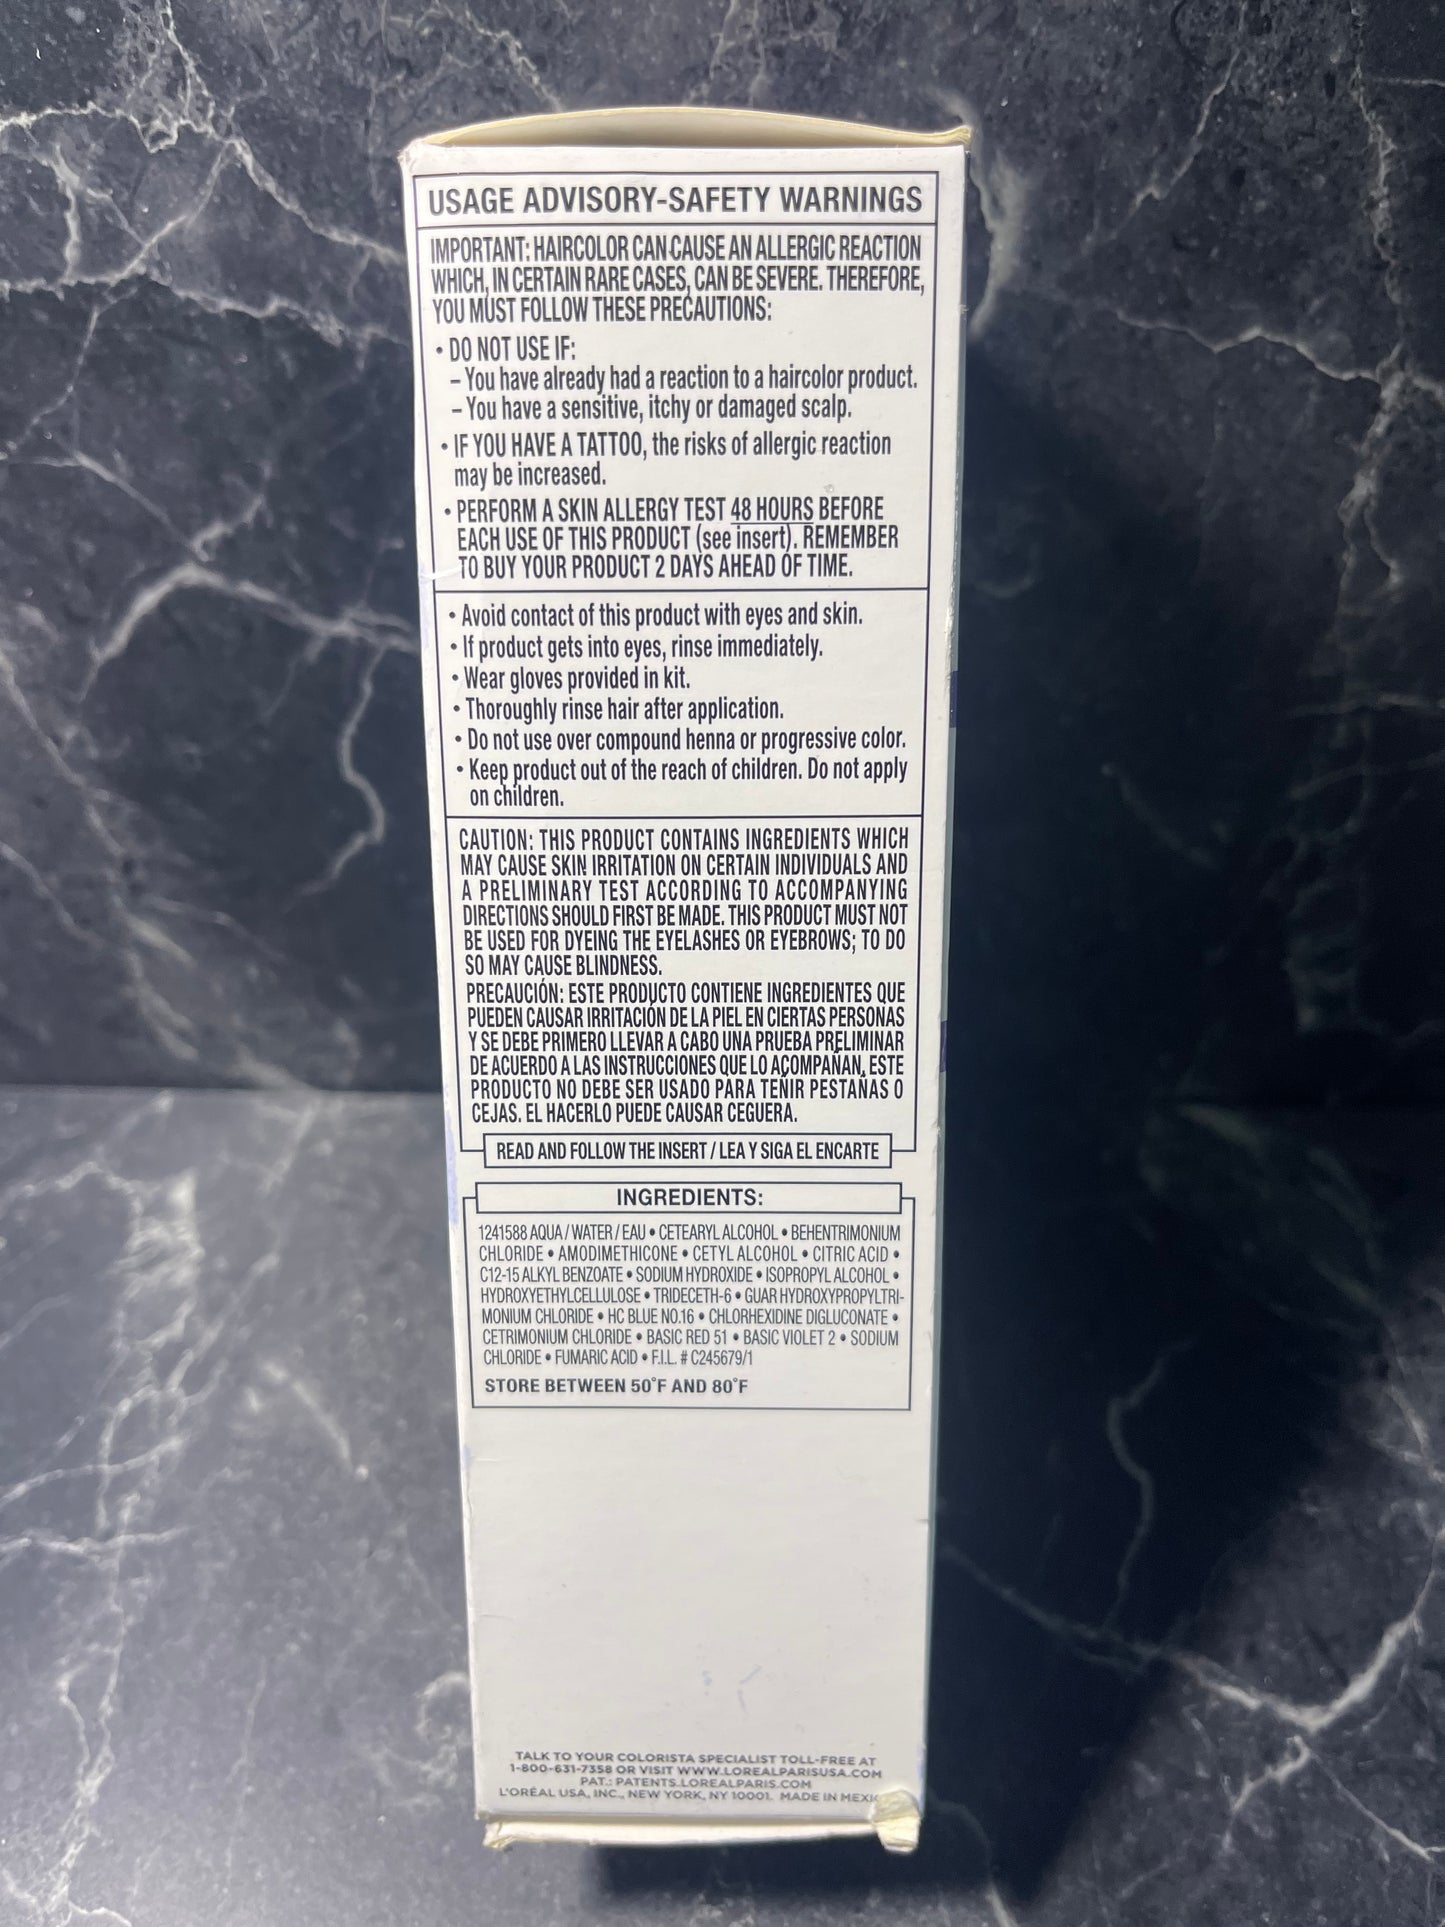 USAGE ADVISORY-SAFETY WARNINGS
IMPORTANT: HAIRCOLOR CAN CAUSE AN ALLERGIC REACTION
WHICH, IN CERTAIN RARE CASES, CAN BE SEVERE. THEREFORE,
YOU MUST FOLLOW THESE PRECAUTIONS:
• DO NOT USE IF:
– You have already had a reaction to a haircolor product.
– You have a sensitive, itchy or damaged scalp.
• IF YOU HAVE A TATTOO, the risks of allergic reaction
may be increased.
• PERFORM A SKIN ALLERGY TEST 48 HOURS BEFORE
EACH USE OF THIS PRODUCT (see insert). REMEMBER
TO BUY YOUR PRODUCT 2 DAYS AHEAD OF TIME.
• Avoid contact of this product with eyes and skin.
• If product gets into eyes, rinse immediately.
• Wear gloves provided in kit.
• Thoroughly rinse hair after application.
• Do not use over compound henna or progressive color.
• Keep product out of the reach of children. Do not apply
on children.
CAUTION: THIS PRODUCT CONTAINS INGREDIENTS WHICH
MAY CAUSE SKIN IRRITATION ON CERTAIN INDIVIDUALS AND
A PRELIMINARY TEST ACCORDING TO ACCOMPANYING
DIRECTIONS SHOULD FIRST BE MADE. THIS PRODUCT MUST NOT
BE USED FOR DYEING THE EYELASHES OR EYEBROWS; TO DO
SO MAY CAUSE BLINDNESS.
PRECAUCIÓN: ESTE PRODUCTO CONTIENE INGREDIENTES QUE
PUEDEN CAUSAR IRRITACIÓN DE LA PIEL EN CIERTAS PERSONAS
Y SE DEBE PRIMERO LLEVAR A CABO UNA PRUEBA PRELIMINAR
DE ACUERDO A LAS INSTRUCCIONES QUE LO ACOMPAÑAN, ESTE
PRODUCTO NO DEBE SER USADO PARA TEÑIR PESTAÑAS O
CEJAS. EL HACERLO PUEDE CAUSAR CEGUERA.
READ AND FOLLOW THE INSERT / LEA Y SIGA EL ENCARTE
INGREDIENTS:
1241588 AQUA / WATER / EAU • CETEARYL ALCOHOL • BEHENTRIMONIUM
CHLORIDE • AMODIMETHICONE • CETYL ALCOHOL • CITRIC ACID •
C12-15 ALKYL BENZOATE • SODIUM HYDROXIDE • ISOPROPYL ALCOHOL •
HYDROXYETHYLCELLULOSE • TRIDECETH-6 • GUAR HYDROXYPROPYLTRI-
MONIUM CHLORIDE • HC BLUE NO.16 • CHLORHEXIDINE DIGLUCONATE •
CETRIMONIUM CHLORIDE • BASIC RED 51 • BASIC VIOLET 2 • SODIUM
CHLORIDE • FUMARIC ACID • F.I.L. # C245679/1
STORE BETWEEN 50°F AND 80°F
TALK TO YOUR COLORISTA SPECIALIST TOLL-FREE AT
1-800-631-7358 OR VISIT WWW.LOREALPARISUSA.COM
PAT.: PATENTS.LOREALPARIS.COM
L'ORÉAL USA, INC., NEW YORK, NY 10001. MADE IN